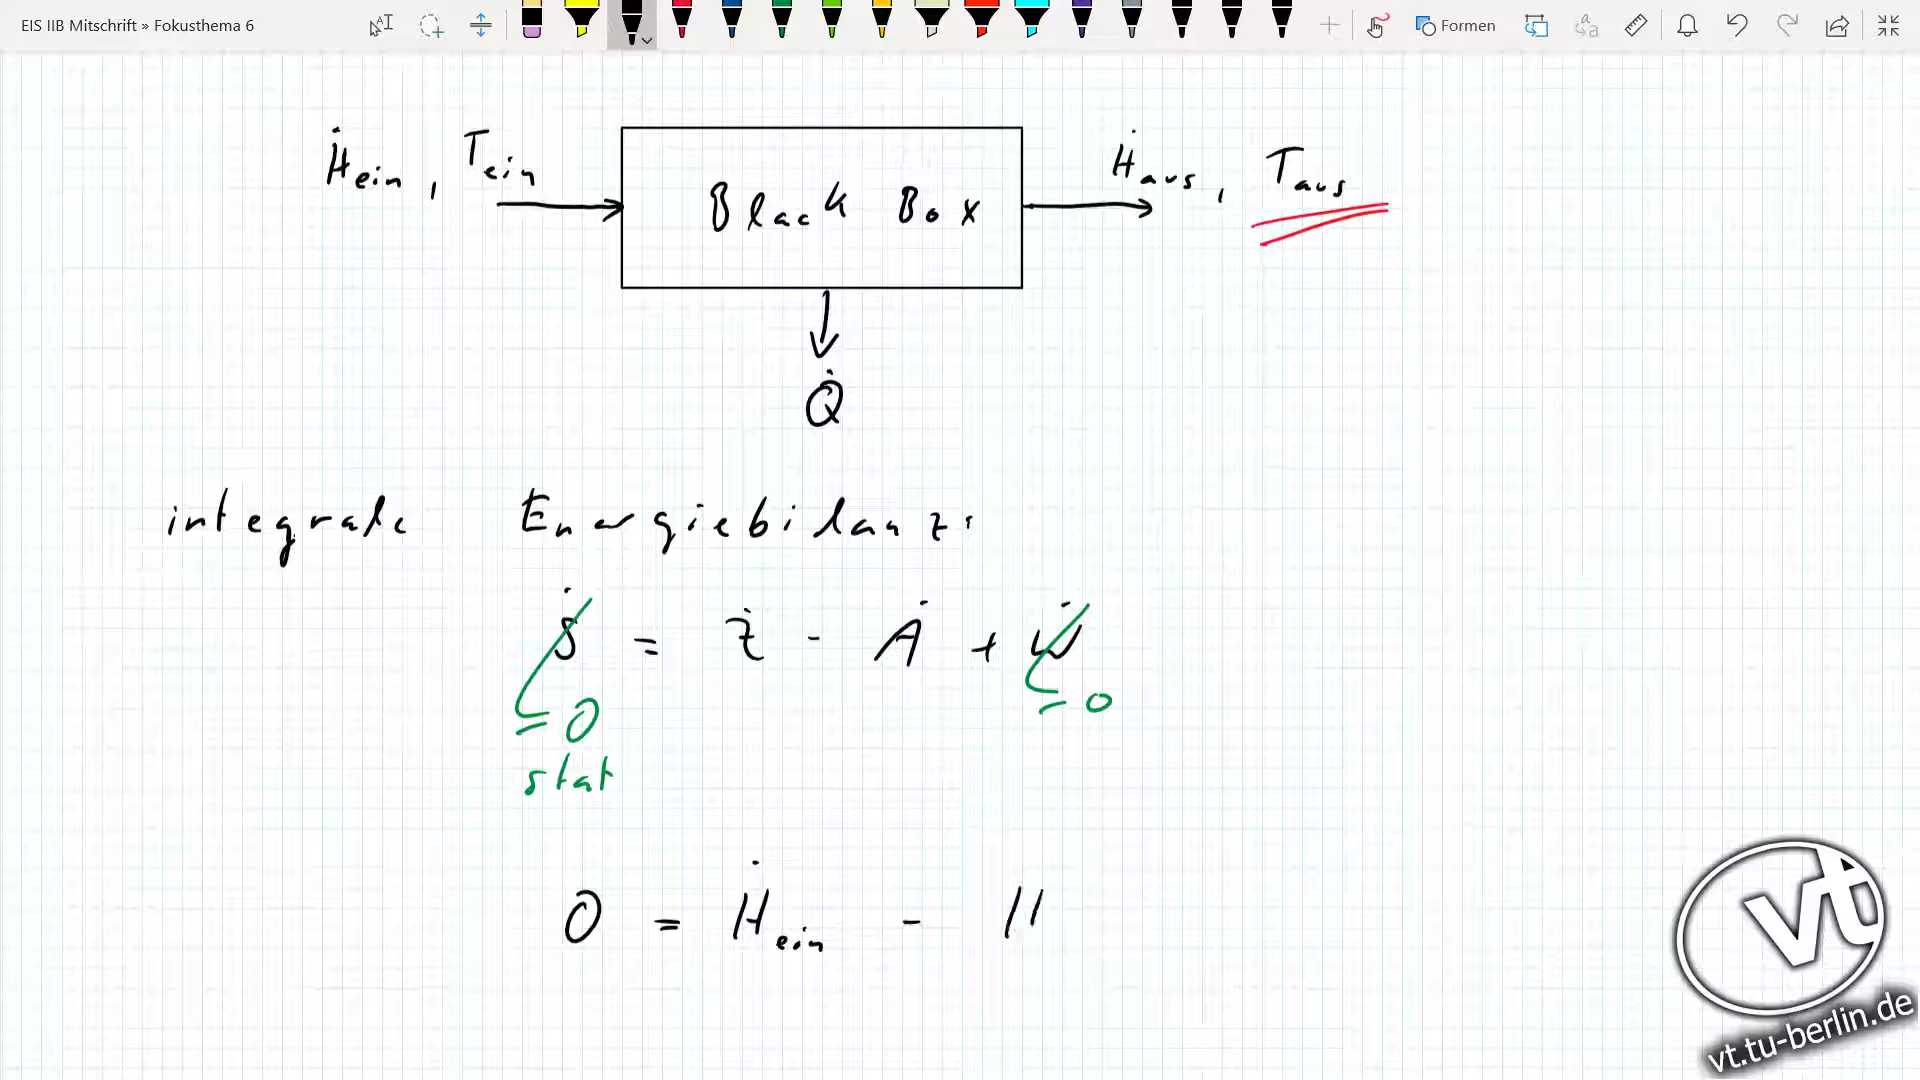 EIS IIB Mitschrift » Fokusthema 6
Formen
Ḣein , Tein
Black Box
Ḣaus , Taus
Q̇
integrale Energiebilanz:
Ṡ = Ż - Ȧ + Ẇ
= 0
= 0
stat
0 = Ḣein -
vt
vt.tu-berlin.de